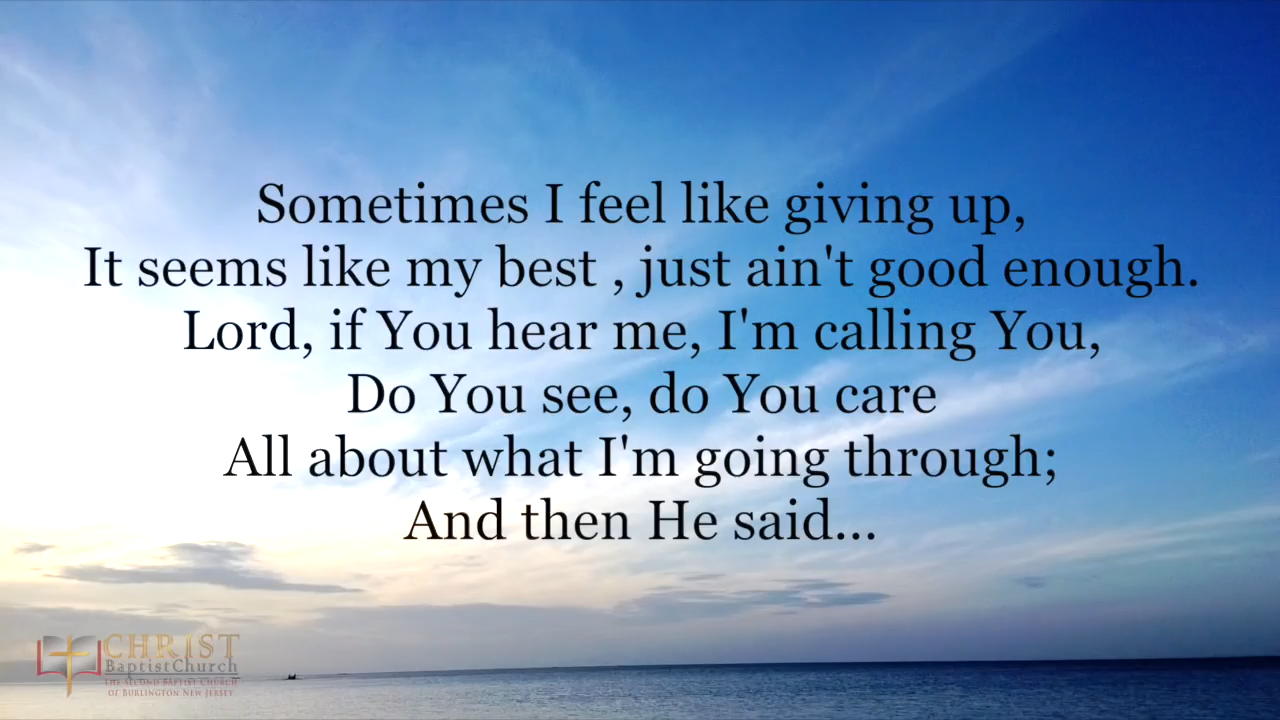 Sometimes I feel like giving up,
It seems like my best , just ain't good enough.
Lord, if You hear me, I'm calling You,
Do You see, do You care
All about what I'm going through;
And then He said...
CHRIST
Baptist Church
The Second Baptist Church
of Burlington New Jersey